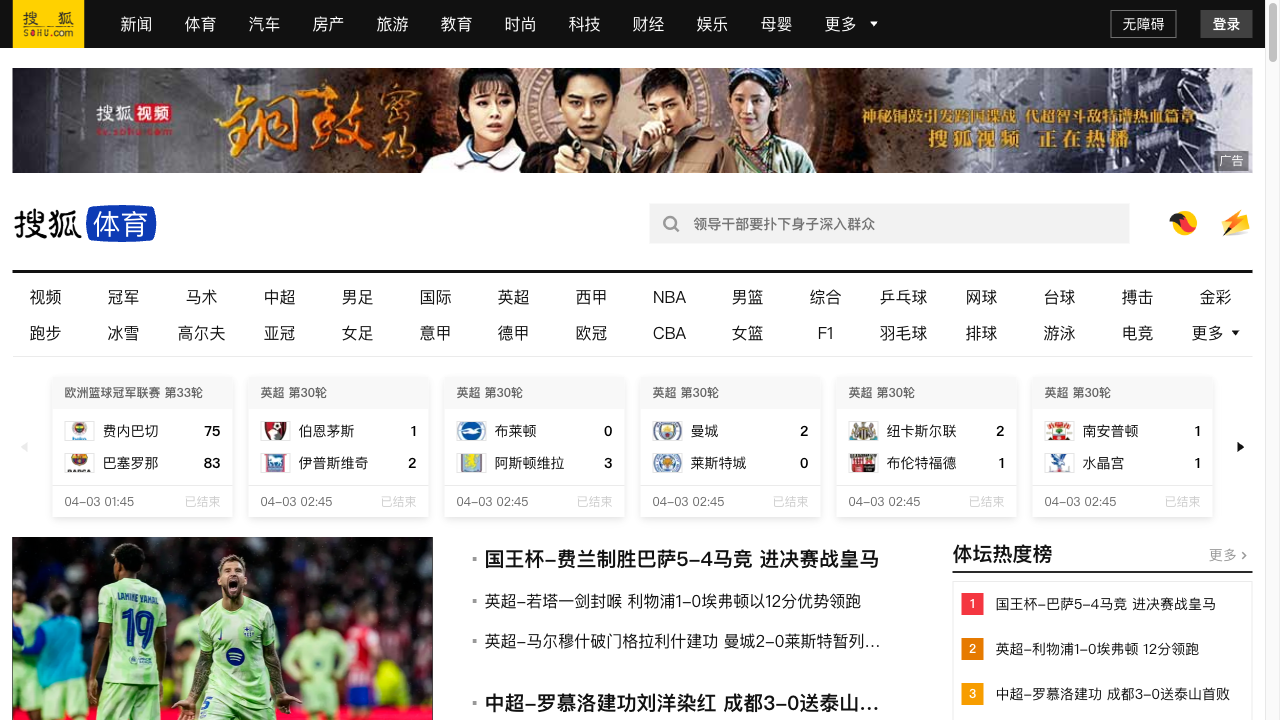 搜狐 SOHU.com
新闻 体育 汽车 房产 旅游 教育 时尚 科技 财经 娱乐 母婴 更多 无障碍 登录
搜狐视频 tv.sohu.com 铜鼓密码
神秘铜鼓引发跨国谍战 代超智斗敌特谱热血篇章
搜狐视频 正在热播
广告
搜狐 体育 领导干部要扑下身子深入群众
视频 冠军 马术 中超 男足 国际 英超 西甲 NBA 男篮 综合 乒乓球 网球 台球 搏击 金彩
跑步 冰雪 高尔夫 亚冠 女足 意甲 德甲 欧冠 CBA 女篮 F1 羽毛球 排球 游泳 电竞 更多
欧洲篮球冠军联赛 第33轮
费内巴切 75
巴塞罗那 83
04-03 01:45 已结束
英超 第30轮
伯恩茅斯 1
伊普斯维奇 2
04-03 02:45 已结束
英超 第30轮
布莱顿 0
阿斯顿维拉 3
04-03 02:45 已结束
英超 第30轮
曼城 2
莱斯特城 0
04-03 02:45 已结束
英超 第30轮
纽卡斯尔联 2
布伦特福德 1
04-03 02:45 已结束
英超 第30轮
南安普顿 1
水晶宫 1
04-03 02:45 已结束
LAMINE YAMAL
19
国王杯-费兰制胜巴萨5-4马竞 进决赛战皇马
英超-若塔一剑封喉 利物浦1-0埃弗顿以12分优势领跑
英超-马尔穆什破门格拉利什建功 曼城2-0莱斯特暂列...
中超-罗慕洛建功刘洋染红 成都3-0送泰山...
体坛热度榜 更多
1 国王杯-巴萨5-4马竞 进决赛战皇马
2 英超-利物浦1-0埃弗顿 12分领跑
3 中超-罗慕洛建功 成都3-0送泰山首败